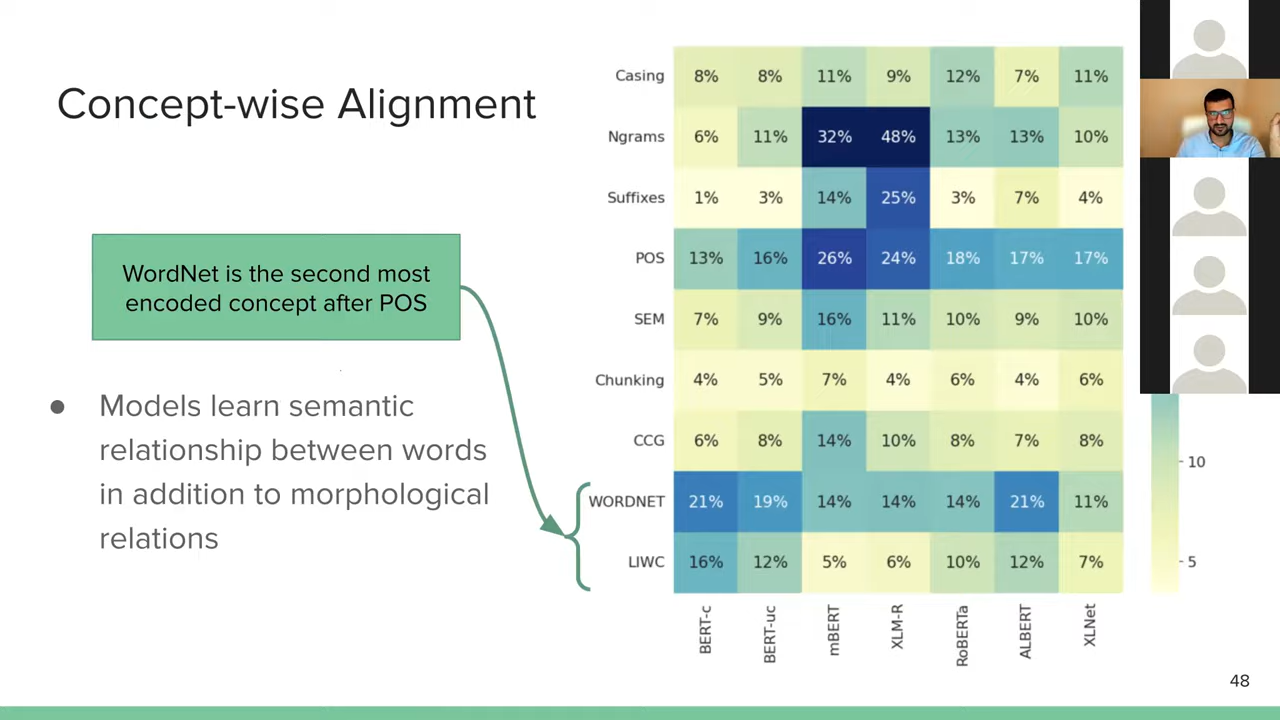 Concept-wise Alignment
WordNet is the second most
encoded concept after POS
● Models learn semantic
relationship between words
in addition to morphological
relations
Casing 8% 8% 11% 9% 12% 7% 11%
Ngrams 6% 11% 32% 48% 13% 13% 10%
Suffixes 1% 3% 14% 25% 3% 7% 4%
POS 13% 16% 26% 24% 18% 17% 17%
SEM 7% 9% 16% 11% 10% 9% 10%
Chunking 4% 5% 7% 4% 6% 4% 6%
CCG 6% 8% 14% 10% 8% 7% 8%
WORDNET 21% 19% 14% 14% 14% 21% 11%
LIWC 16% 12% 5% 6% 10% 12% 7%
BERT-c BERT-uc mBERT XLM-R RoBERTa ALBERT XLNet
10
5
48